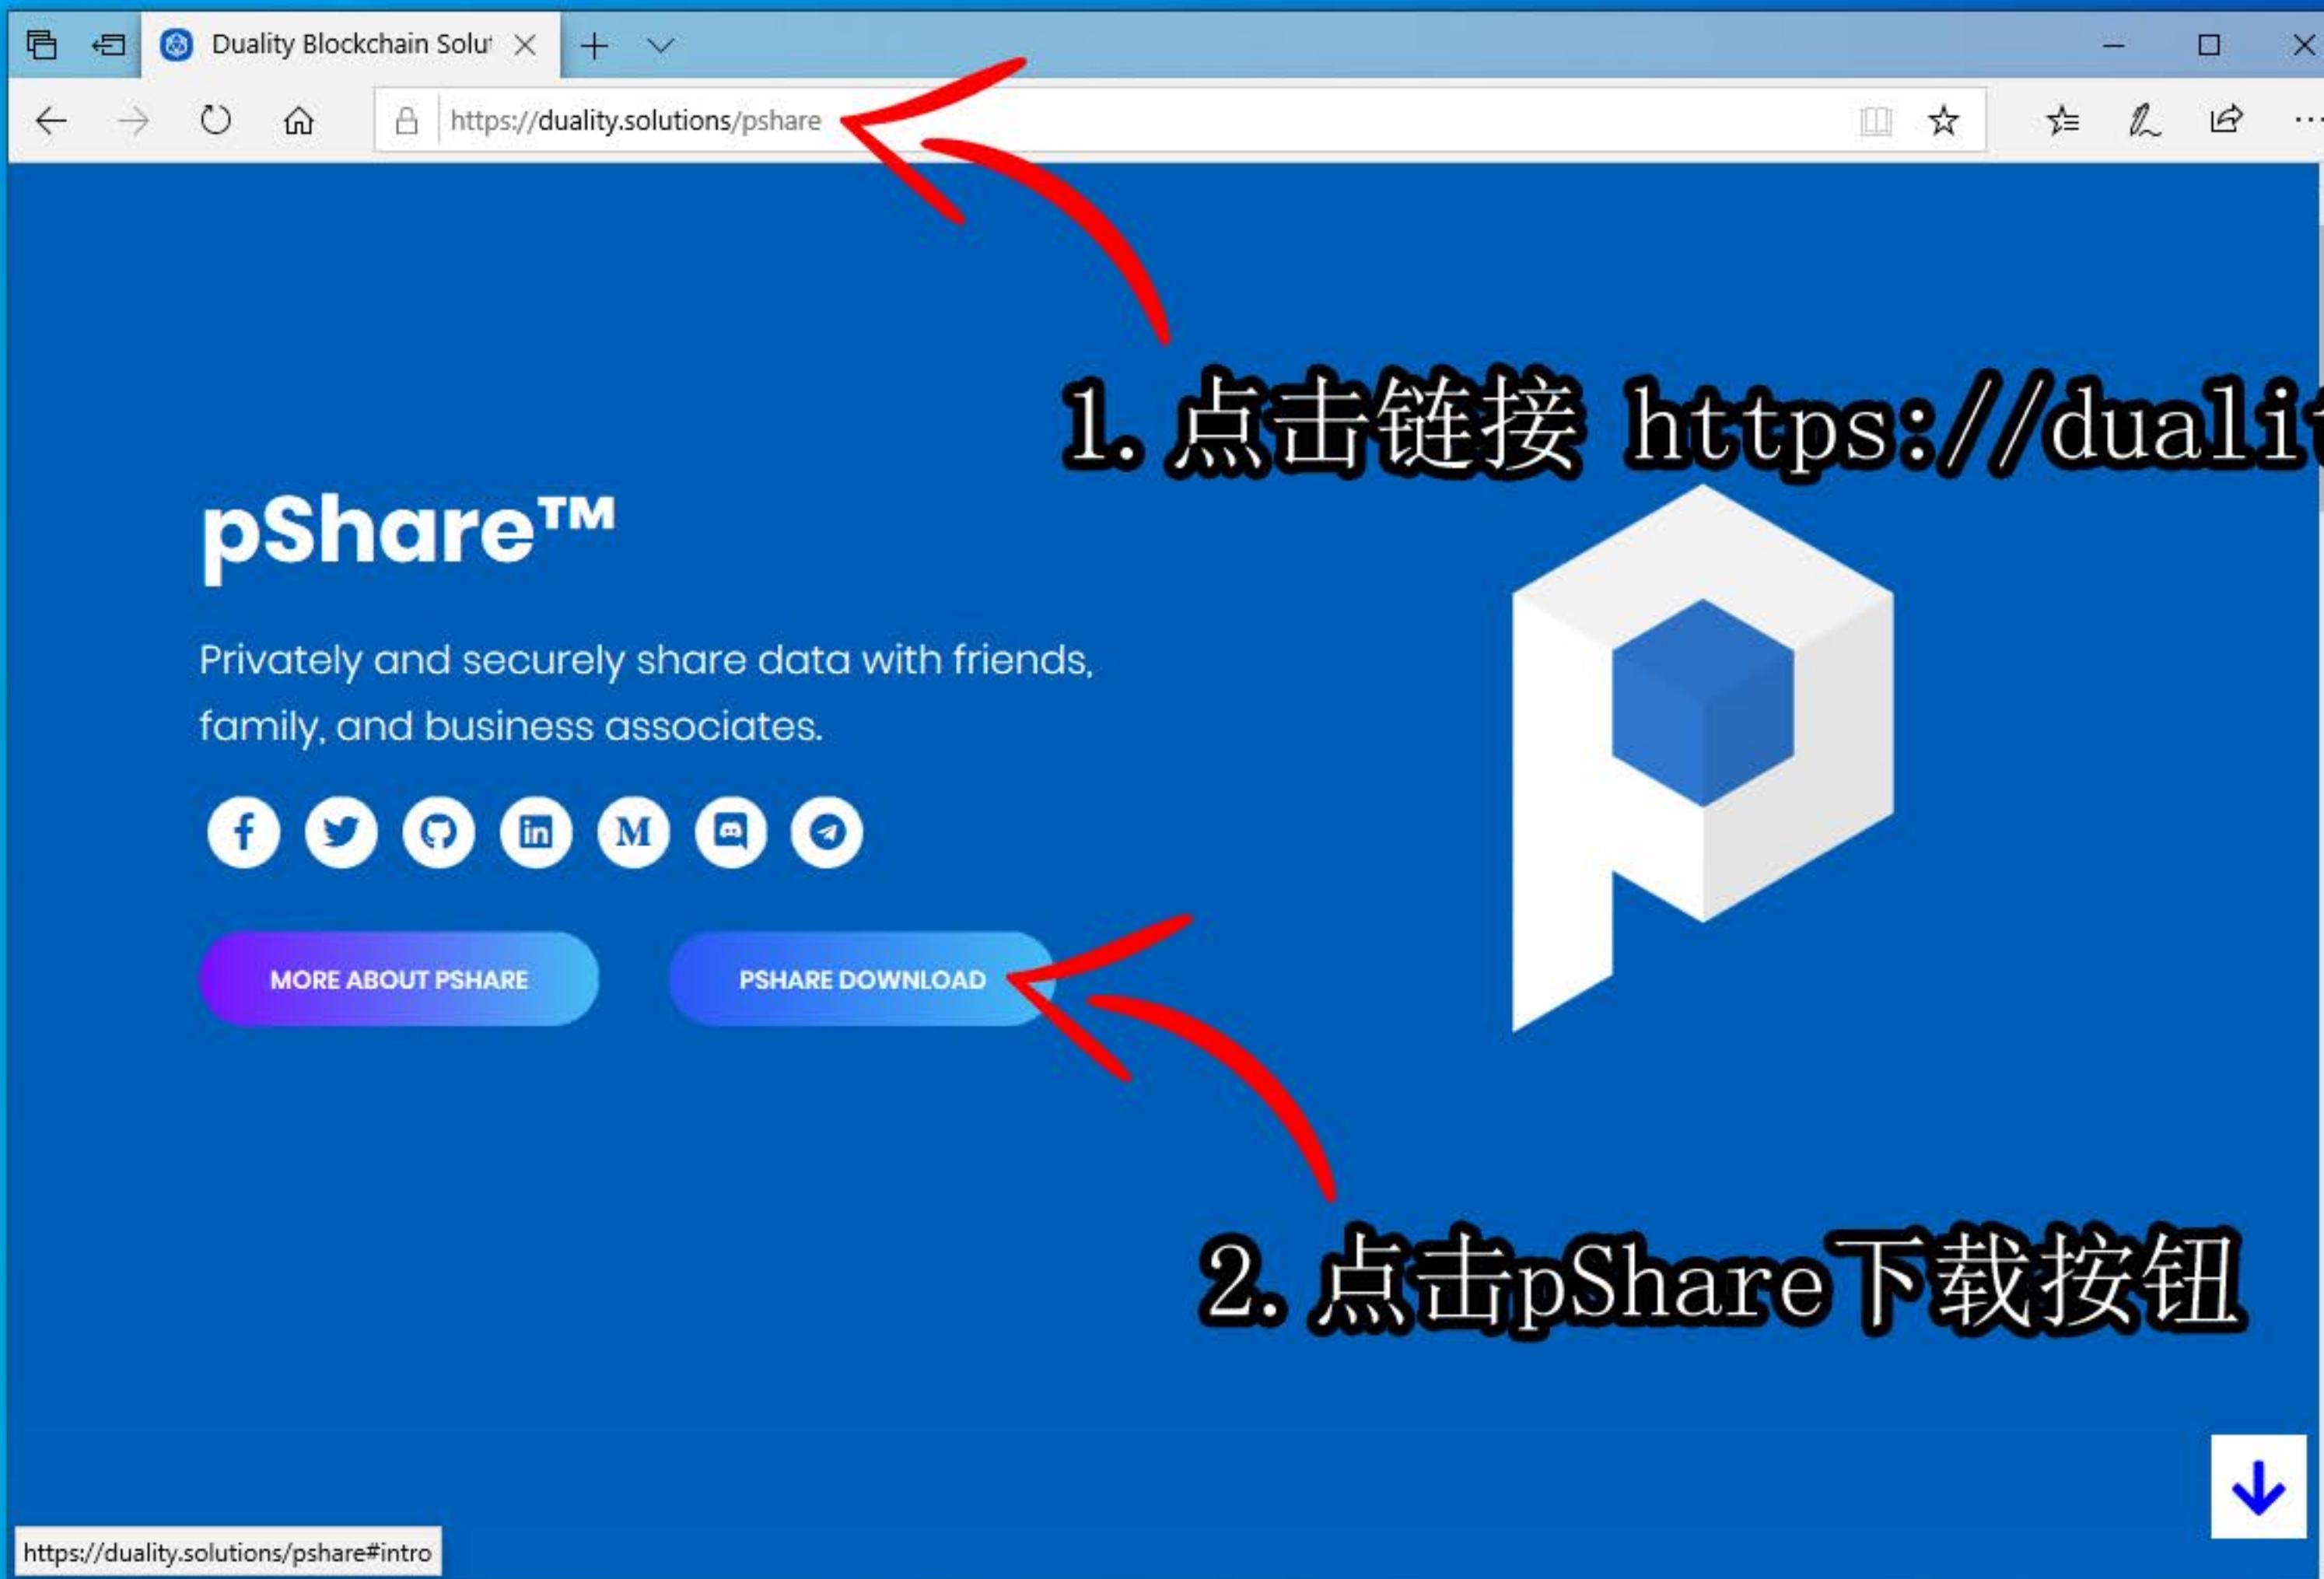 Duality Blockchain Solut
https://duality.solutions/pshare
1.点击链接 https://dualit
pShare™
Privately and securely share data with friends,
family, and business associates.
MORE ABOUT PSHARE
PSHARE DOWNLOAD
2.点击pShare下载按钮
https://duality.solutions/pshare#intro